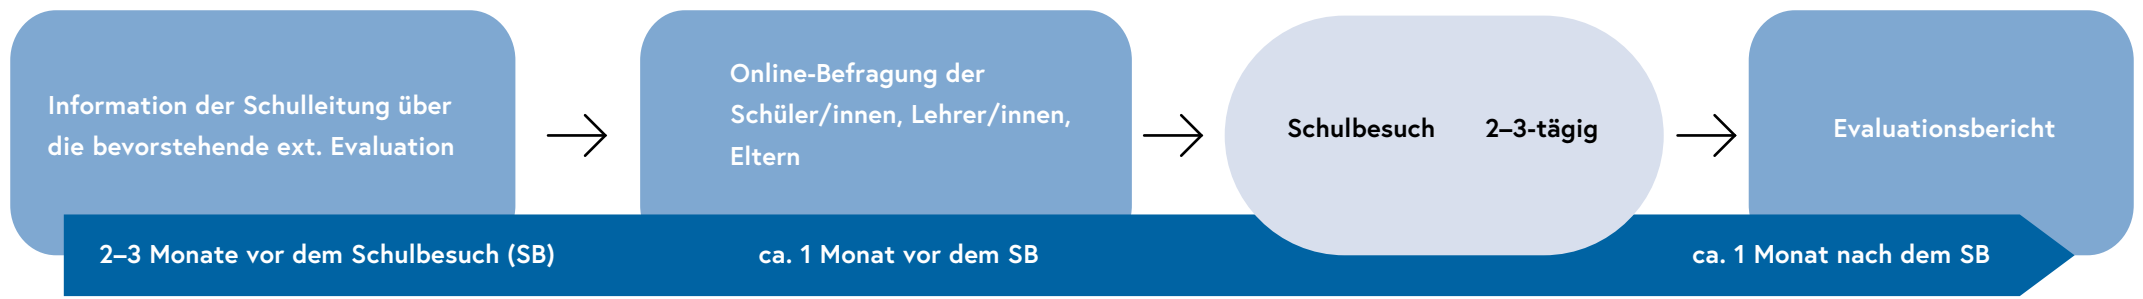 Information der Schulleitung über
die bevorstehende ext. Evaluation
Online-Befragung der
Schüler/innen, Lehrer/innen,
Eltern
Schulbesuch 2–3-tägig
Evaluationsbericht
2–3 Monate vor dem Schulbesuch (SB)
ca. 1 Monat vor dem SB
ca. 1 Monat nach dem SB